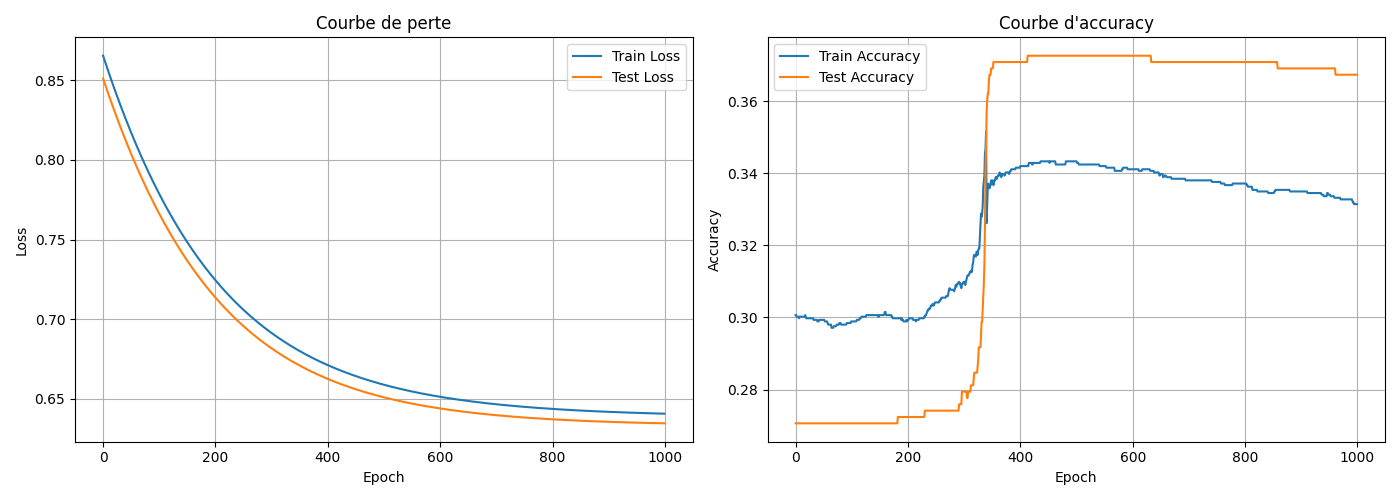 Courbe de perte
Train Loss
Test Loss
0.85
0.80
0.75
0.70
0.65
Loss
0
200
400
600
800
1000
Epoch
Courbe d'accuracy
Train Accuracy
Test Accuracy
0.36
0.34
0.32
0.30
0.28
Accuracy
0
200
400
600
800
1000
Epoch